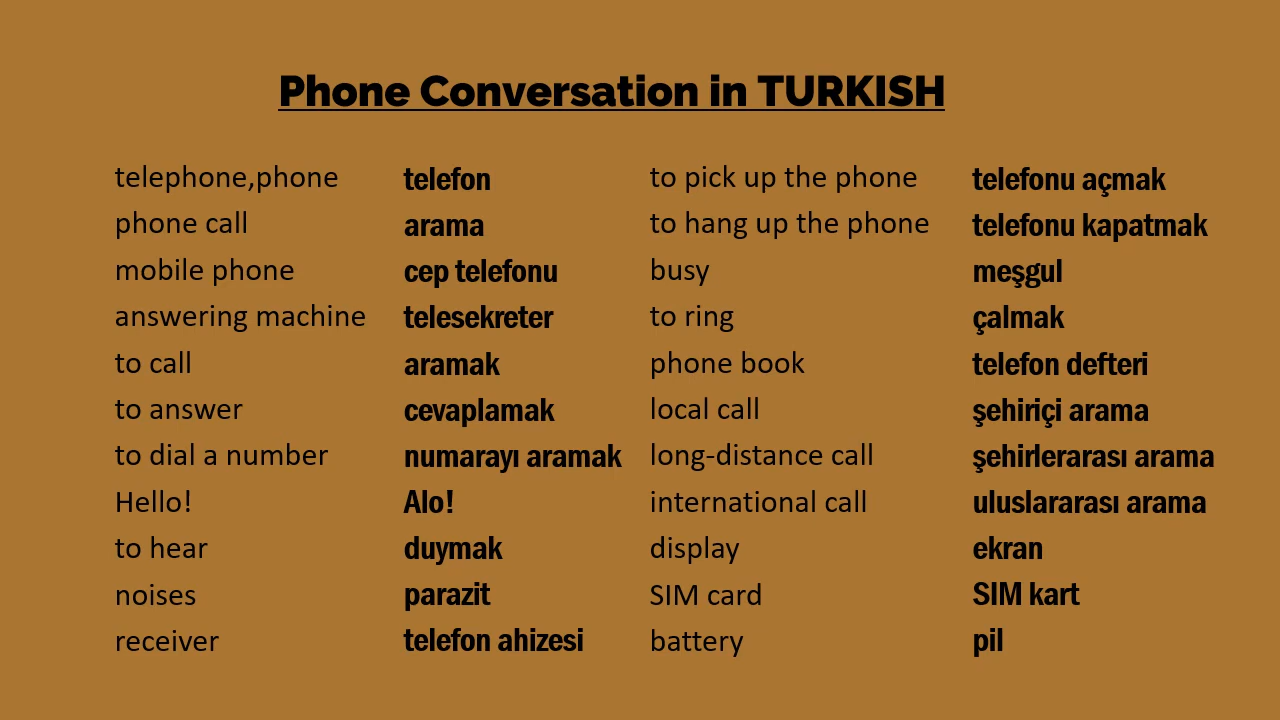 Phone Conversation in TURKISH
telephone,phone telefon to pick up the phone telefonu açmak
phone call arama to hang up the phone telefonu kapatmak
mobile phone cep telefonu busy meşgul
answering machine telesekreter to ring çalmak
to call aramak phone book telefon defteri
to answer cevaplamak local call şehiriçi arama
to dial a number numarayı aramak long-distance call şehirlerarası arama
Hello! Alo! international call uluslararası arama
to hear duymak display ekran
noises parazit SIM card SIM kart
receiver telefon ahizesi battery pil